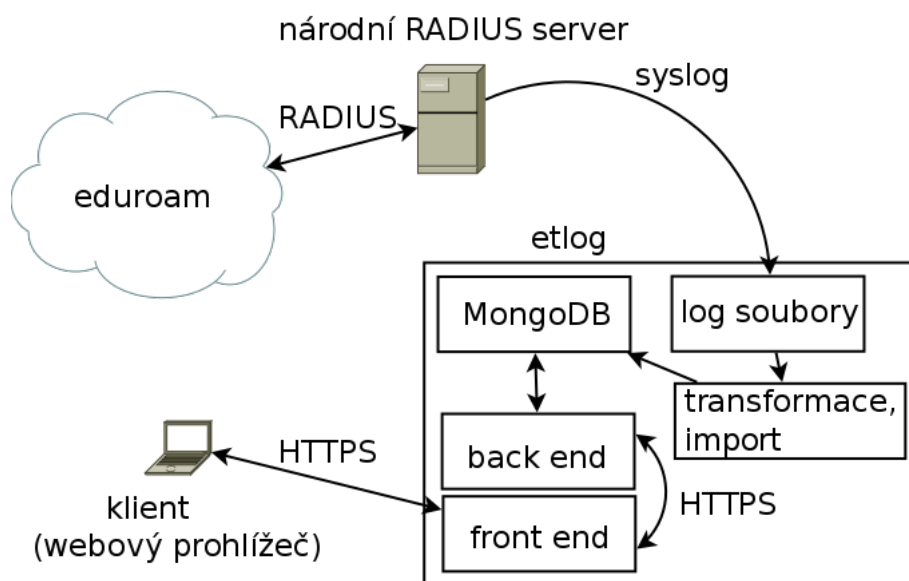 národní RADIUS server
syslog
RADIUS
eduroam
etlog
MongoDB
log soubory
transformace,
import
back end
HTTPS
HTTPS
front end
klient
(webový prohlížeč)